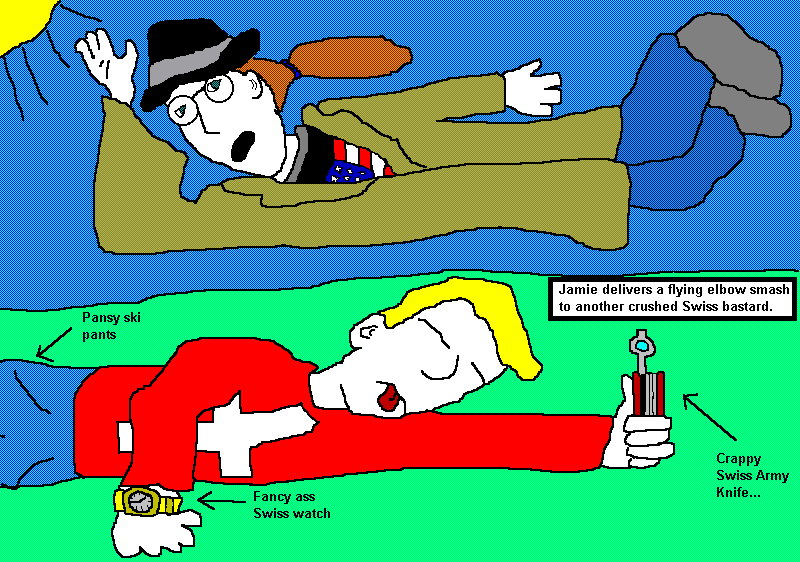 Jamie delivers a flying elbow smash
to another crushed Swiss bastard.
Pansy ski
pants
Crappy
Swiss Army
Knife...
Fancy ass
Swiss watch